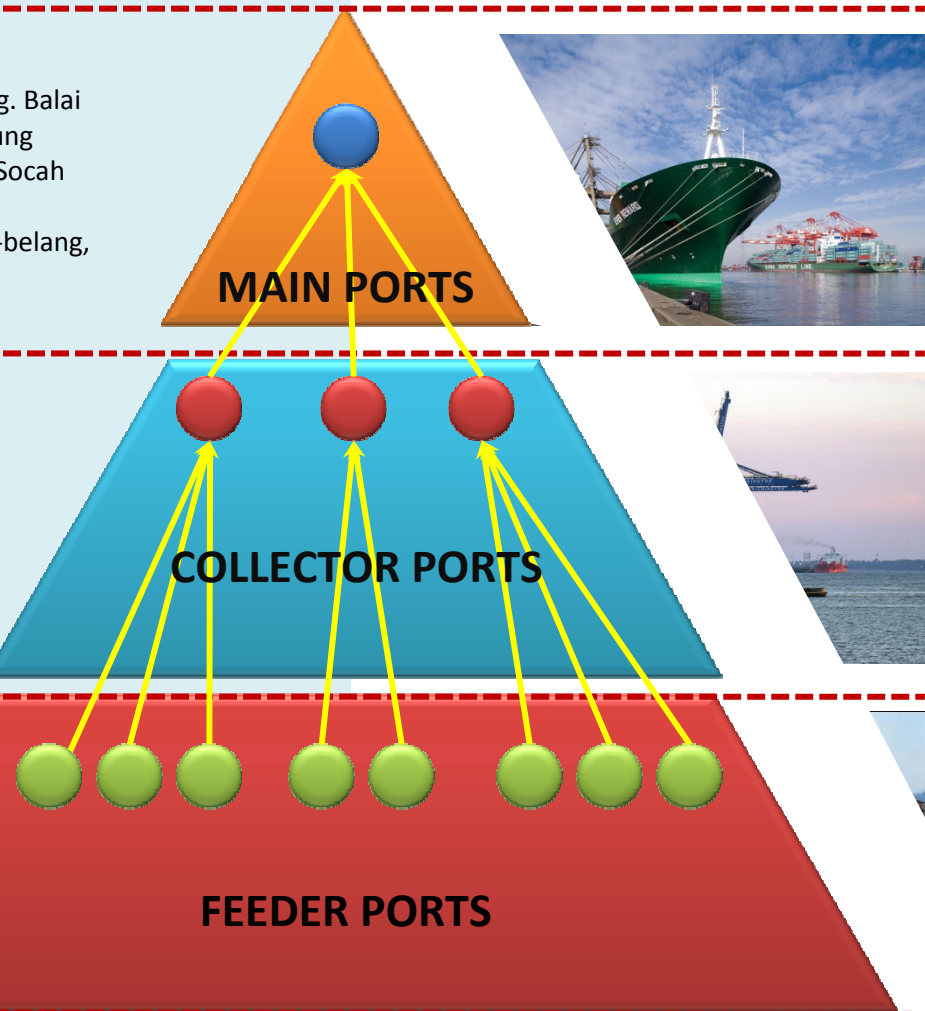 g. Balai
ung
Socah
-belang,
MAIN PORTS
COLLECTOR PORTS
FEEDER PORTS